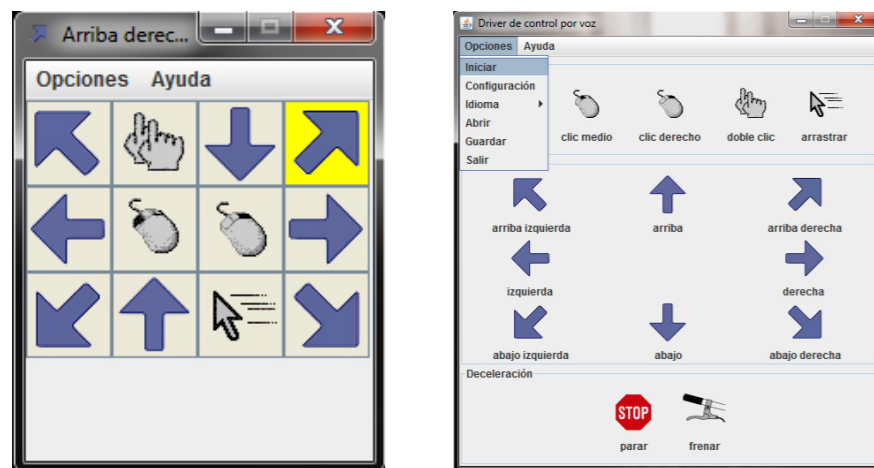 Arriba derec...
Opciones Ayuda
Driver de control por voz
Opciones Ayuda
Iniciar
Configuración
Idioma
Abrir
Guardar
Salir
clic medio clic derecho doble clic arrastrar
arriba izquierda arriba arriba derecha
izquierda derecha
abajo izquierda abajo abajo derecha
Deceleración
STOP
parar frenar